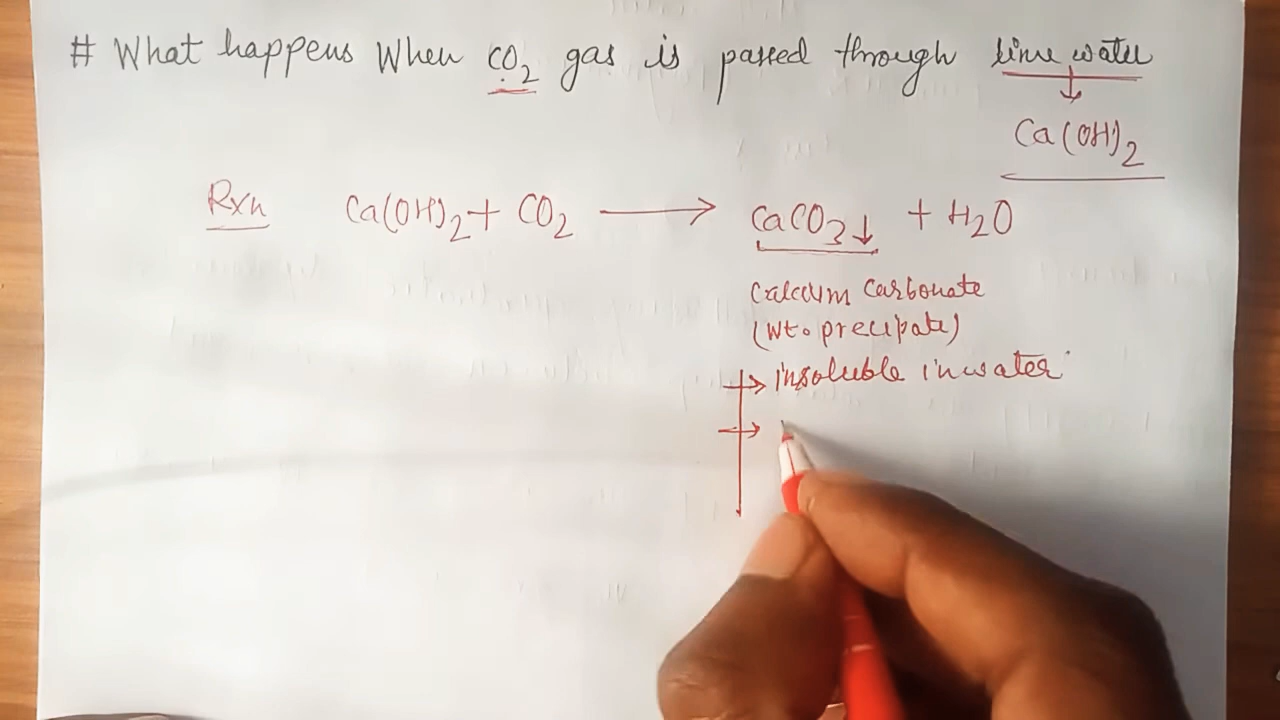 # What happens When CO2 gas is passed through lime water
↓
Ca(OH)2
Rxn Ca(OH)2 + CO2 ⟶ CaCO3↓ + H2O
Calcium Carbonate
(Wt. precipate)
→ insoluble in water
→